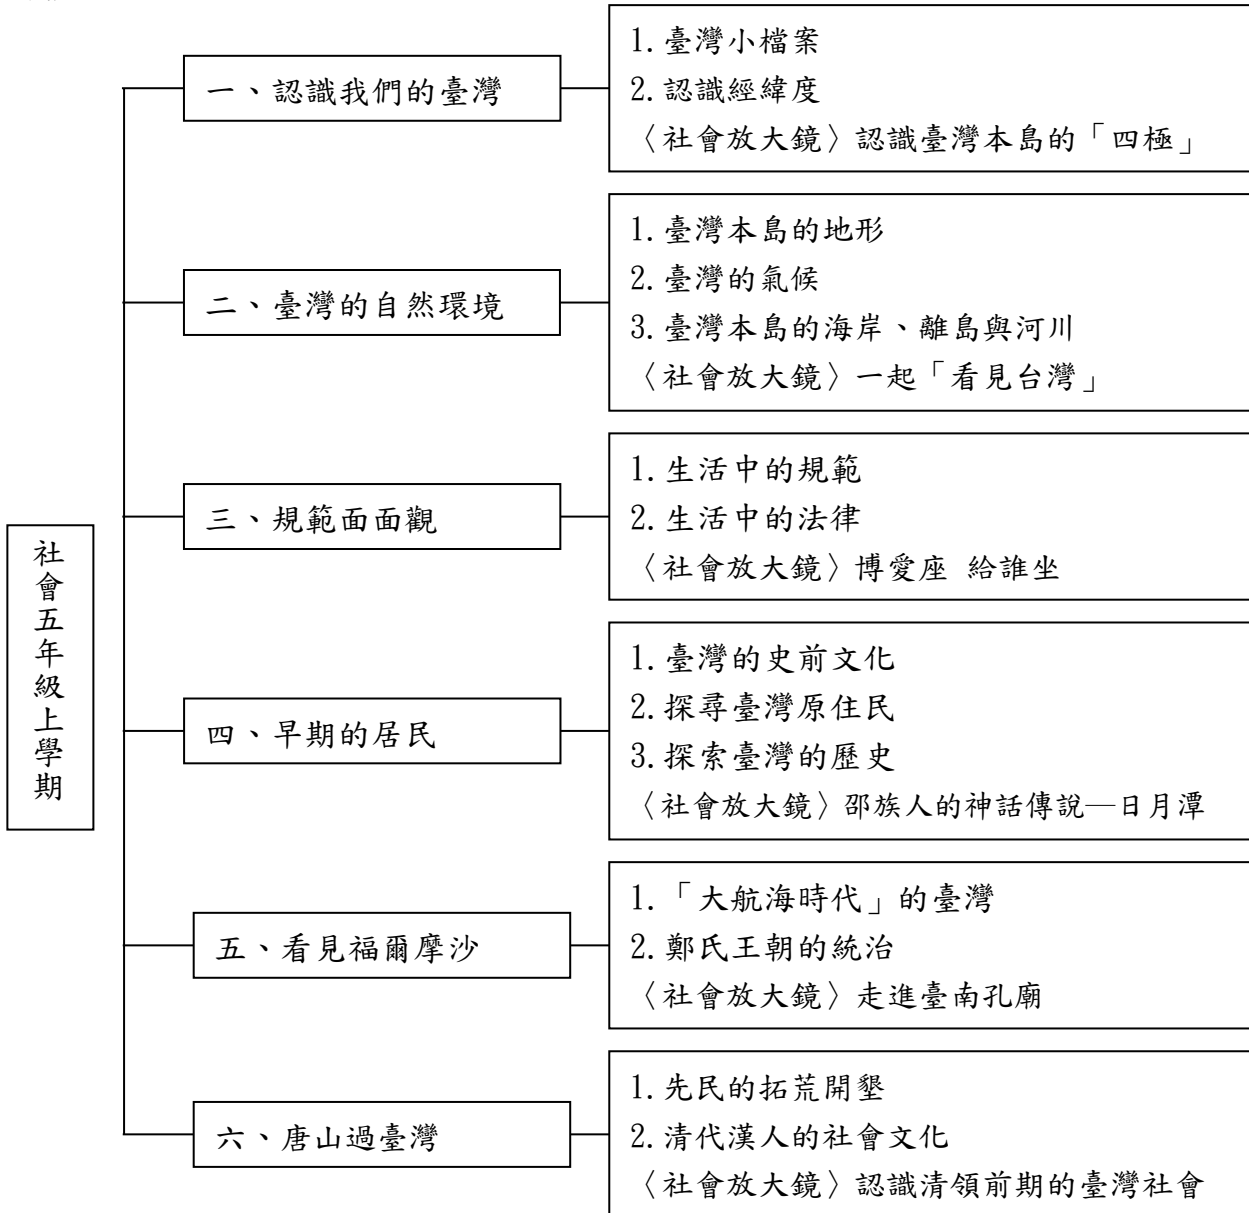 社會五年級上學期
一、認識我們的臺灣
1.臺灣小檔案
2.認識經緯度
〈社會放大鏡〉認識臺灣本島的「四極」
二、臺灣的自然環境
1.臺灣本島的地形
2.臺灣的氣候
3.臺灣本島的海岸、離島與河川
〈社會放大鏡〉一起「看見台灣」
三、規範面面觀
1.生活中的規範
2.生活中的法律
〈社會放大鏡〉博愛座 給誰坐
四、早期的居民
1.臺灣的史前文化
2.探尋臺灣原住民
3.探索臺灣的歷史
〈社會放大鏡〉邵族人的神話傳說—日月潭
五、看見福爾摩沙
1.「大航海時代」的臺灣
2.鄭氏王朝的統治
〈社會放大鏡〉走進臺南孔廟
六、唐山過臺灣
1.先民的拓荒開墾
2.清代漢人的社會文化
〈社會放大鏡〉認識清領前期的臺灣社會